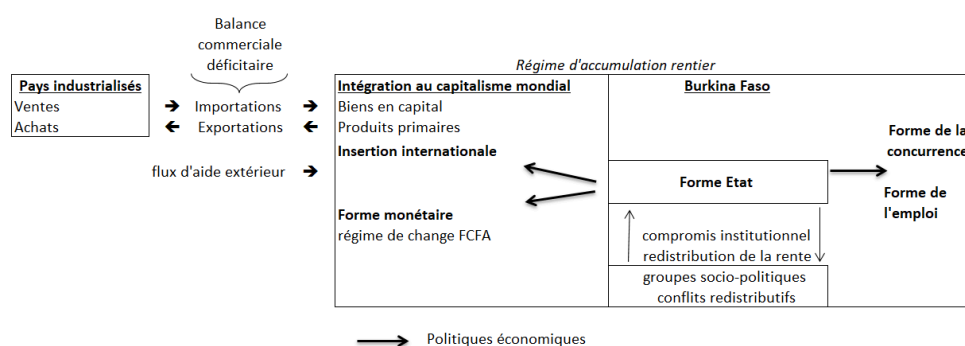 Balance
commerciale
déficitaire
Régime d'accumulation rentier
Pays industrialisés
Ventes
Achats
Importations
Exportations
flux d'aide extérieur
Intégration au capitalisme mondial
Biens en capital
Produits primaires
Insertion internationale
Forme monétaire
régime de change FCFA
Burkina Faso
Forme Etat
compromis institutionnel
redistribution de la rente
groupes socio-politiques
conflits redistributifs
Forme de la
concurrence
Forme de
l'emploi
Politiques économiques